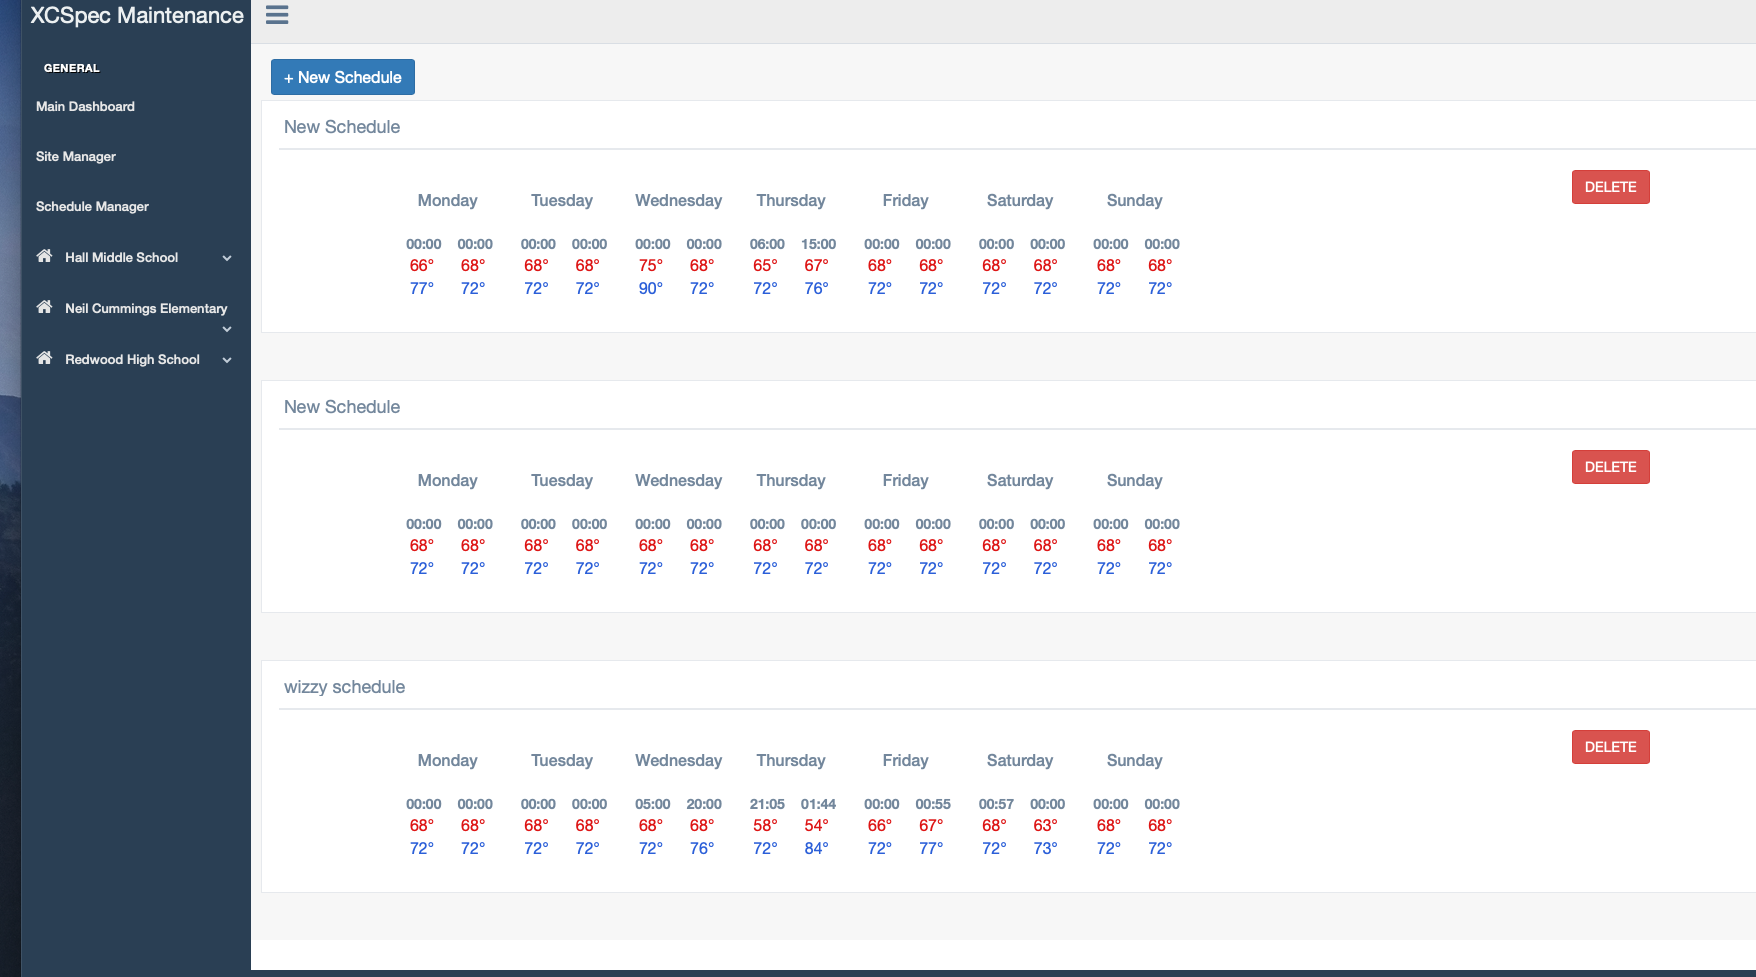 XCSpec Maintenance
GENERAL
Main Dashboard
Site Manager
Schedule Manager
Hall Middle School
Neil Cummings Elementary
Redwood High School
+ New Schedule
New Schedule
DELETE
Monday Tuesday Wednesday Thursday Friday Saturday Sunday
00:00 00:00 00:00 00:00 00:00 00:00 06:00 15:00 00:00 00:00 00:00 00:00 00:00 00:00
66° 68° 68° 68° 75° 68° 65° 67° 68° 68° 68° 68° 68° 68°
77° 72° 72° 72° 90° 72° 72° 76° 72° 72° 72° 72° 72° 72°
New Schedule
DELETE
Monday Tuesday Wednesday Thursday Friday Saturday Sunday
00:00 00:00 00:00 00:00 00:00 00:00 00:00 00:00 00:00 00:00 00:00 00:00 00:00 00:00
68° 68° 68° 68° 68° 68° 68° 68° 68° 68° 68° 68° 68° 68°
72° 72° 72° 72° 72° 72° 72° 72° 72° 72° 72° 72° 72° 72°
wizzy schedule
DELETE
Monday Tuesday Wednesday Thursday Friday Saturday Sunday
00:00 00:00 00:00 00:00 05:00 20:00 21:05 01:44 00:00 00:55 00:57 00:00 00:00 00:00
68° 68° 68° 68° 68° 68° 58° 54° 66° 67° 68° 63° 68° 68°
72° 72° 72° 72° 72° 76° 72° 84° 72° 77° 72° 73° 72° 72°